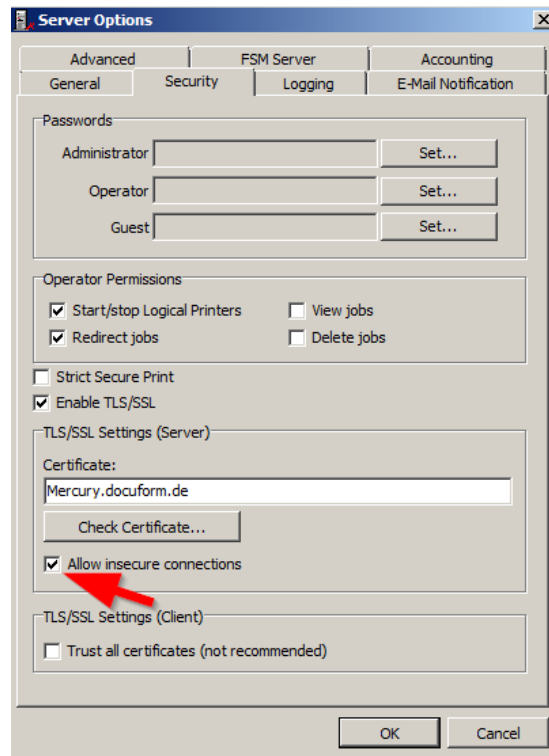 Server Options
Advanced FSM Server Accounting
General Security Logging E-Mail Notification
Passwords
Administrator Set...
Operator Set...
Guest Set...
Operator Permissions
Start/stop Logical Printers View jobs
Redirect jobs Delete jobs
Strict Secure Print
Enable TLS/SSL
TLS/SSL Settings (Server)
Certificate:
Mercury.docuform.de
Check Certificate...
Allow insecure connections
TLS/SSL Settings (Client)
Trust all certificates (not recommended)
OK Cancel